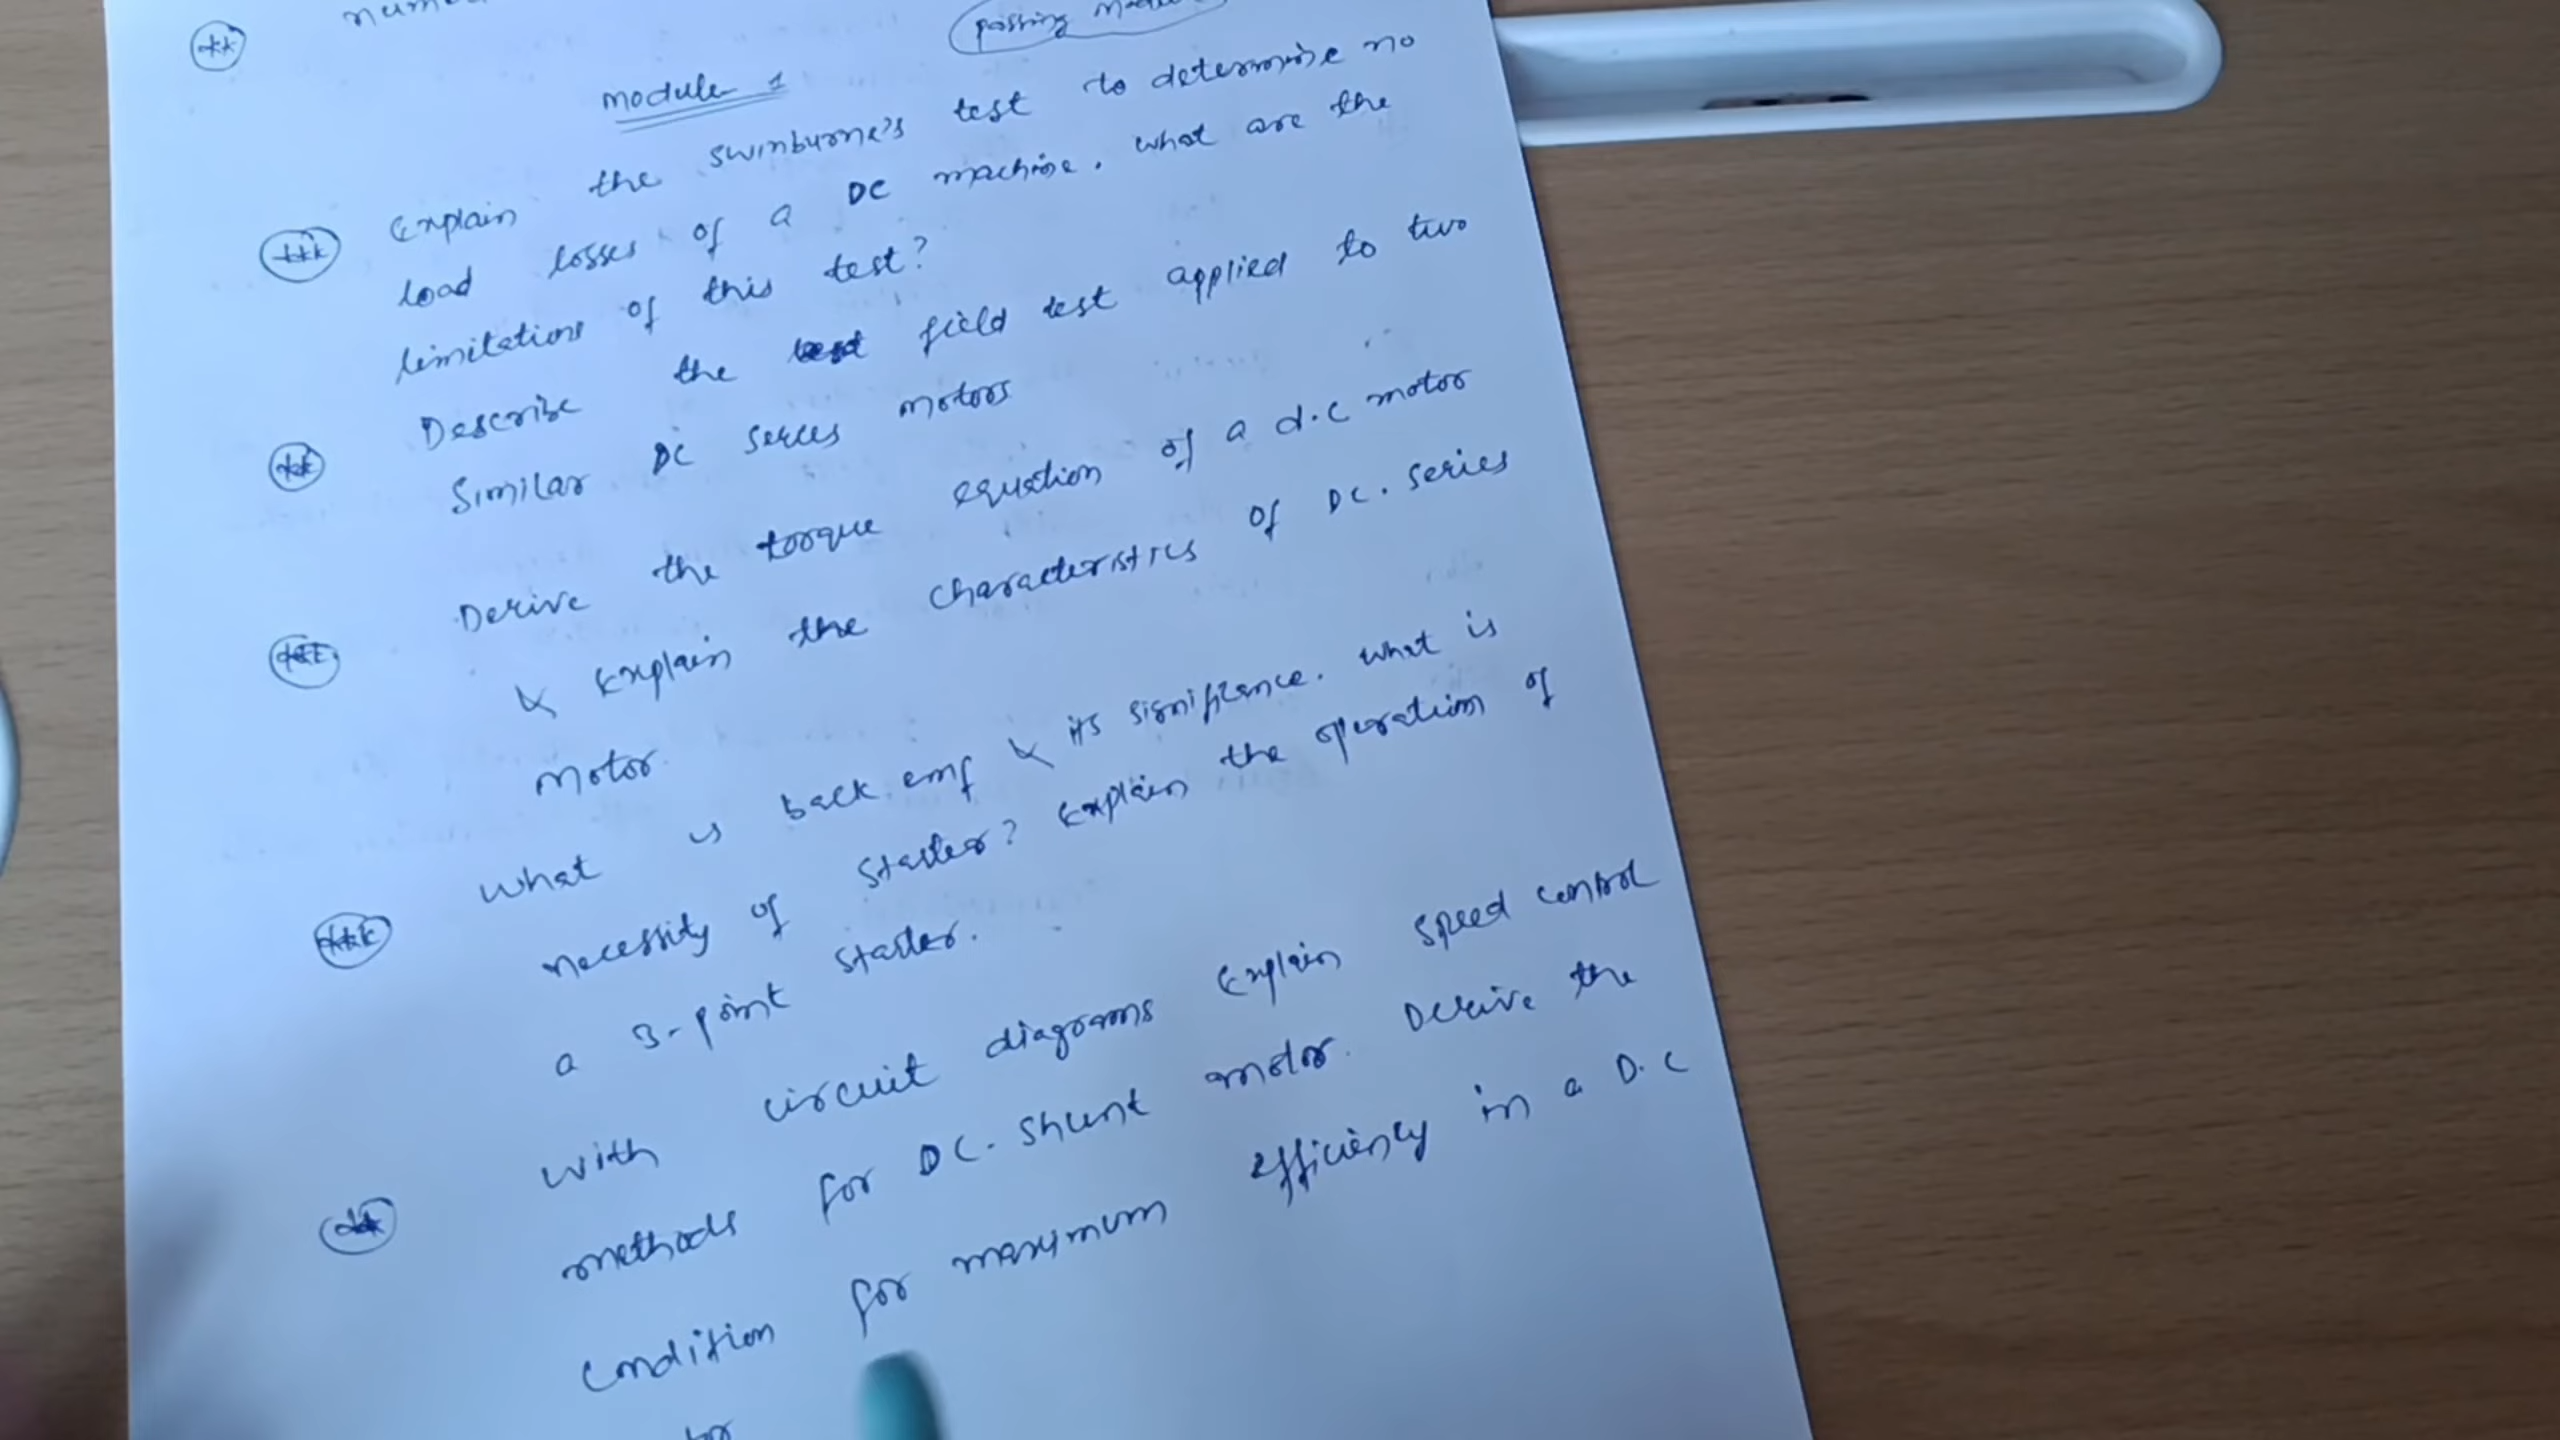 passing
Module 1
*** Explain the swinburne's test to determine no
load losses of a DC machine. what are the
limitations of this test?
** Describe the field test applied to two
Similar DC series motors
*** Derive the torque equation of a d.c motor
& Explain the characteristics of DC. series
motor.
*** What is back emf & its significance. what is
necessity of starter? Explain the operation of
a 3-point starter.
** With circuit diagrams Explain speed control
methods for DC. shunt motor. Derive the
condition for maximum efficiency in a D.C